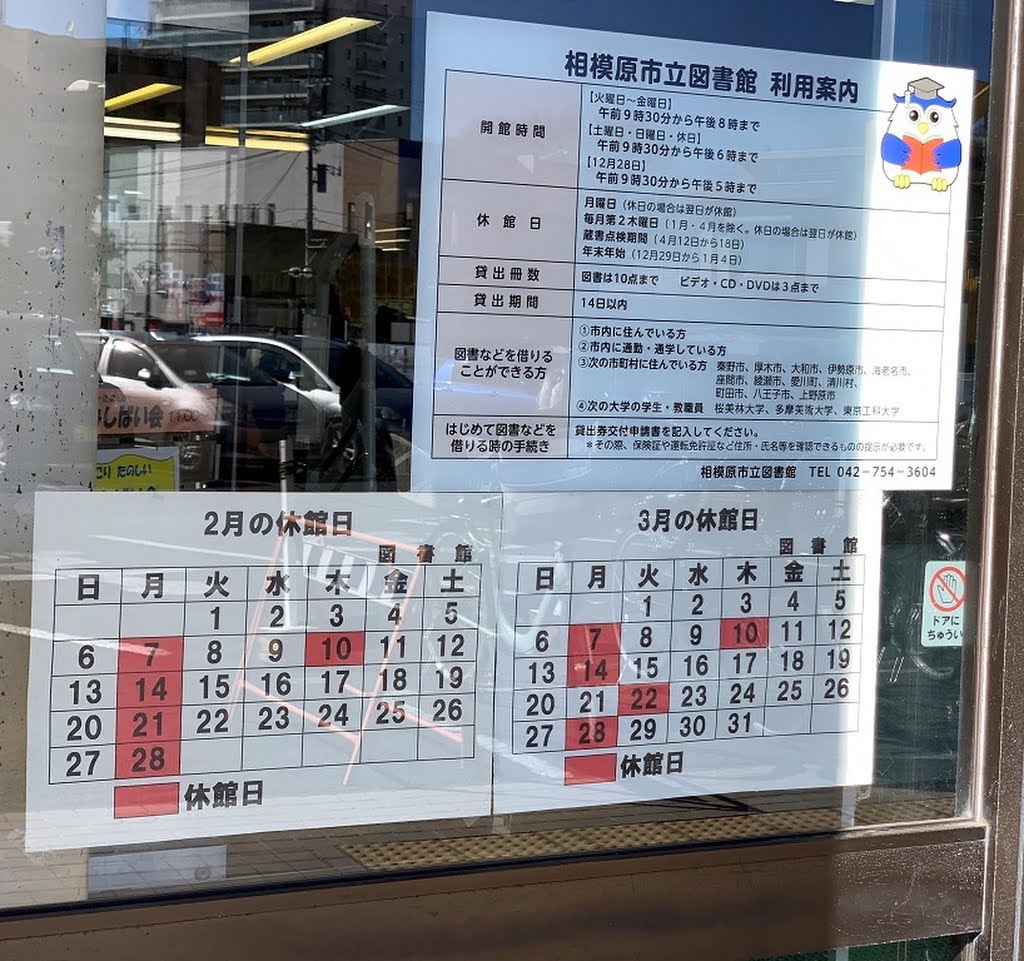 相模原市立図書館 利用案内
開館時間
【火曜日～金曜日】
午前9時30分から午後8時まで
【土曜日・日曜日・休日】
午前9時30分から午後6時まで
【12月28日】
午前9時30分から午後5時まで
休館日
月曜日（休日の場合は翌日が休館）
毎月第2木曜日（1月・4月を除く。休日の場合は翌日が休館）
蔵書点検期間（4月12日から18日）
年末年始（12月29日から1月4日）
貸出冊数
図書は10点まで ビデオ・CD・DVDは3点まで
貸出期間
14日以内
図書などを借りる
ことができる方
①市内に住んでいる方
②市内に通勤・通学している方
③次の市町村に住んでいる方 秦野市、厚木市、大和市、伊勢原市、海老名市、
座間市、綾瀬市、愛川町、清川村、
町田市、八王子市、上野原市
④次の大学の学生・教職員 桜美林大学、多摩美術大学、東京工科大学
はじめて図書などを
借りる時の手続き
貸出券交付申請書を記入してください。
＊その際、保険証や運転免許証など住所・氏名等を確認できるものの提示が必要です。
相模原市立図書館 TEL 042-754-3604
しばい会
たのしい
2月の休館日
図書館
日 月 火 水 木 金 土
1 2 3 4 5
6 7 8 9 10 11 12
13 14 15 16 17 18 19
20 21 22 23 24 25 26
27 28
休館日
3月の休館日
図書館
日 月 火 水 木 金 土
1 2 3 4 5
6 7 8 9 10 11 12
13 14 15 16 17 18 19
20 21 22 23 24 25 26
27 28 29 30 31
休館日
ドアに
ちゅうい